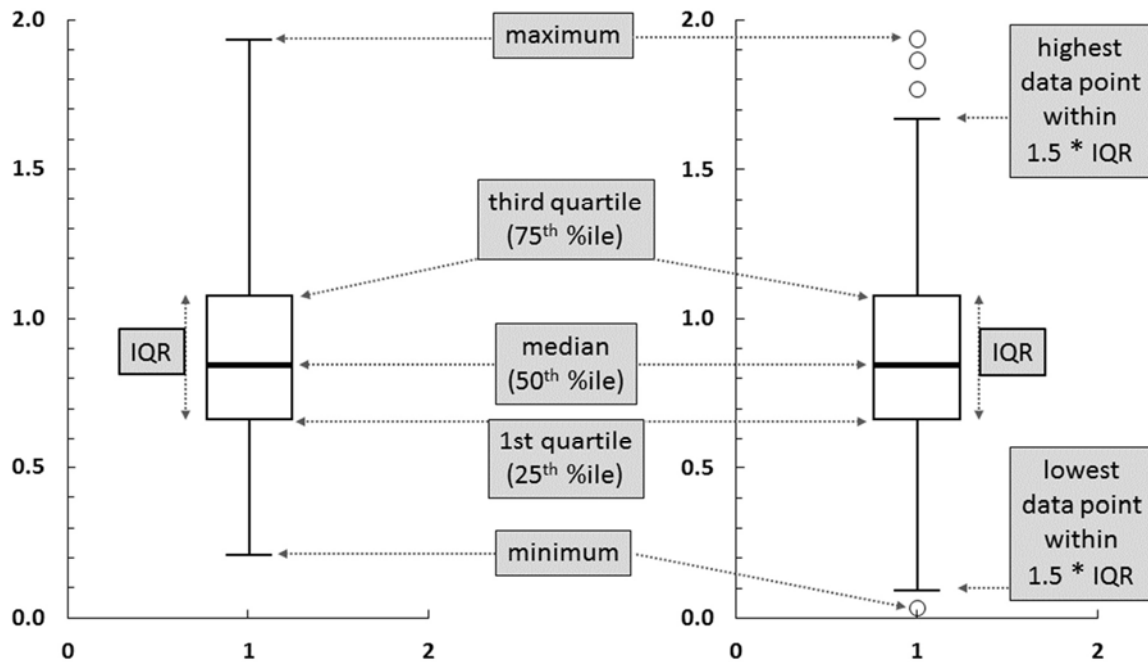 2.0
1.5
1.0
0.5
0.0
0
1
2
IQR
maximum
third quartile
(75th %ile)
median
(50th %ile)
1st quartile
(25th %ile)
minimum
2.0
1.5
1.0
0.5
0.0
0
1
2
IQR
highest
data point
within
1.5 * IQR
lowest
data point
within
1.5 * IQR